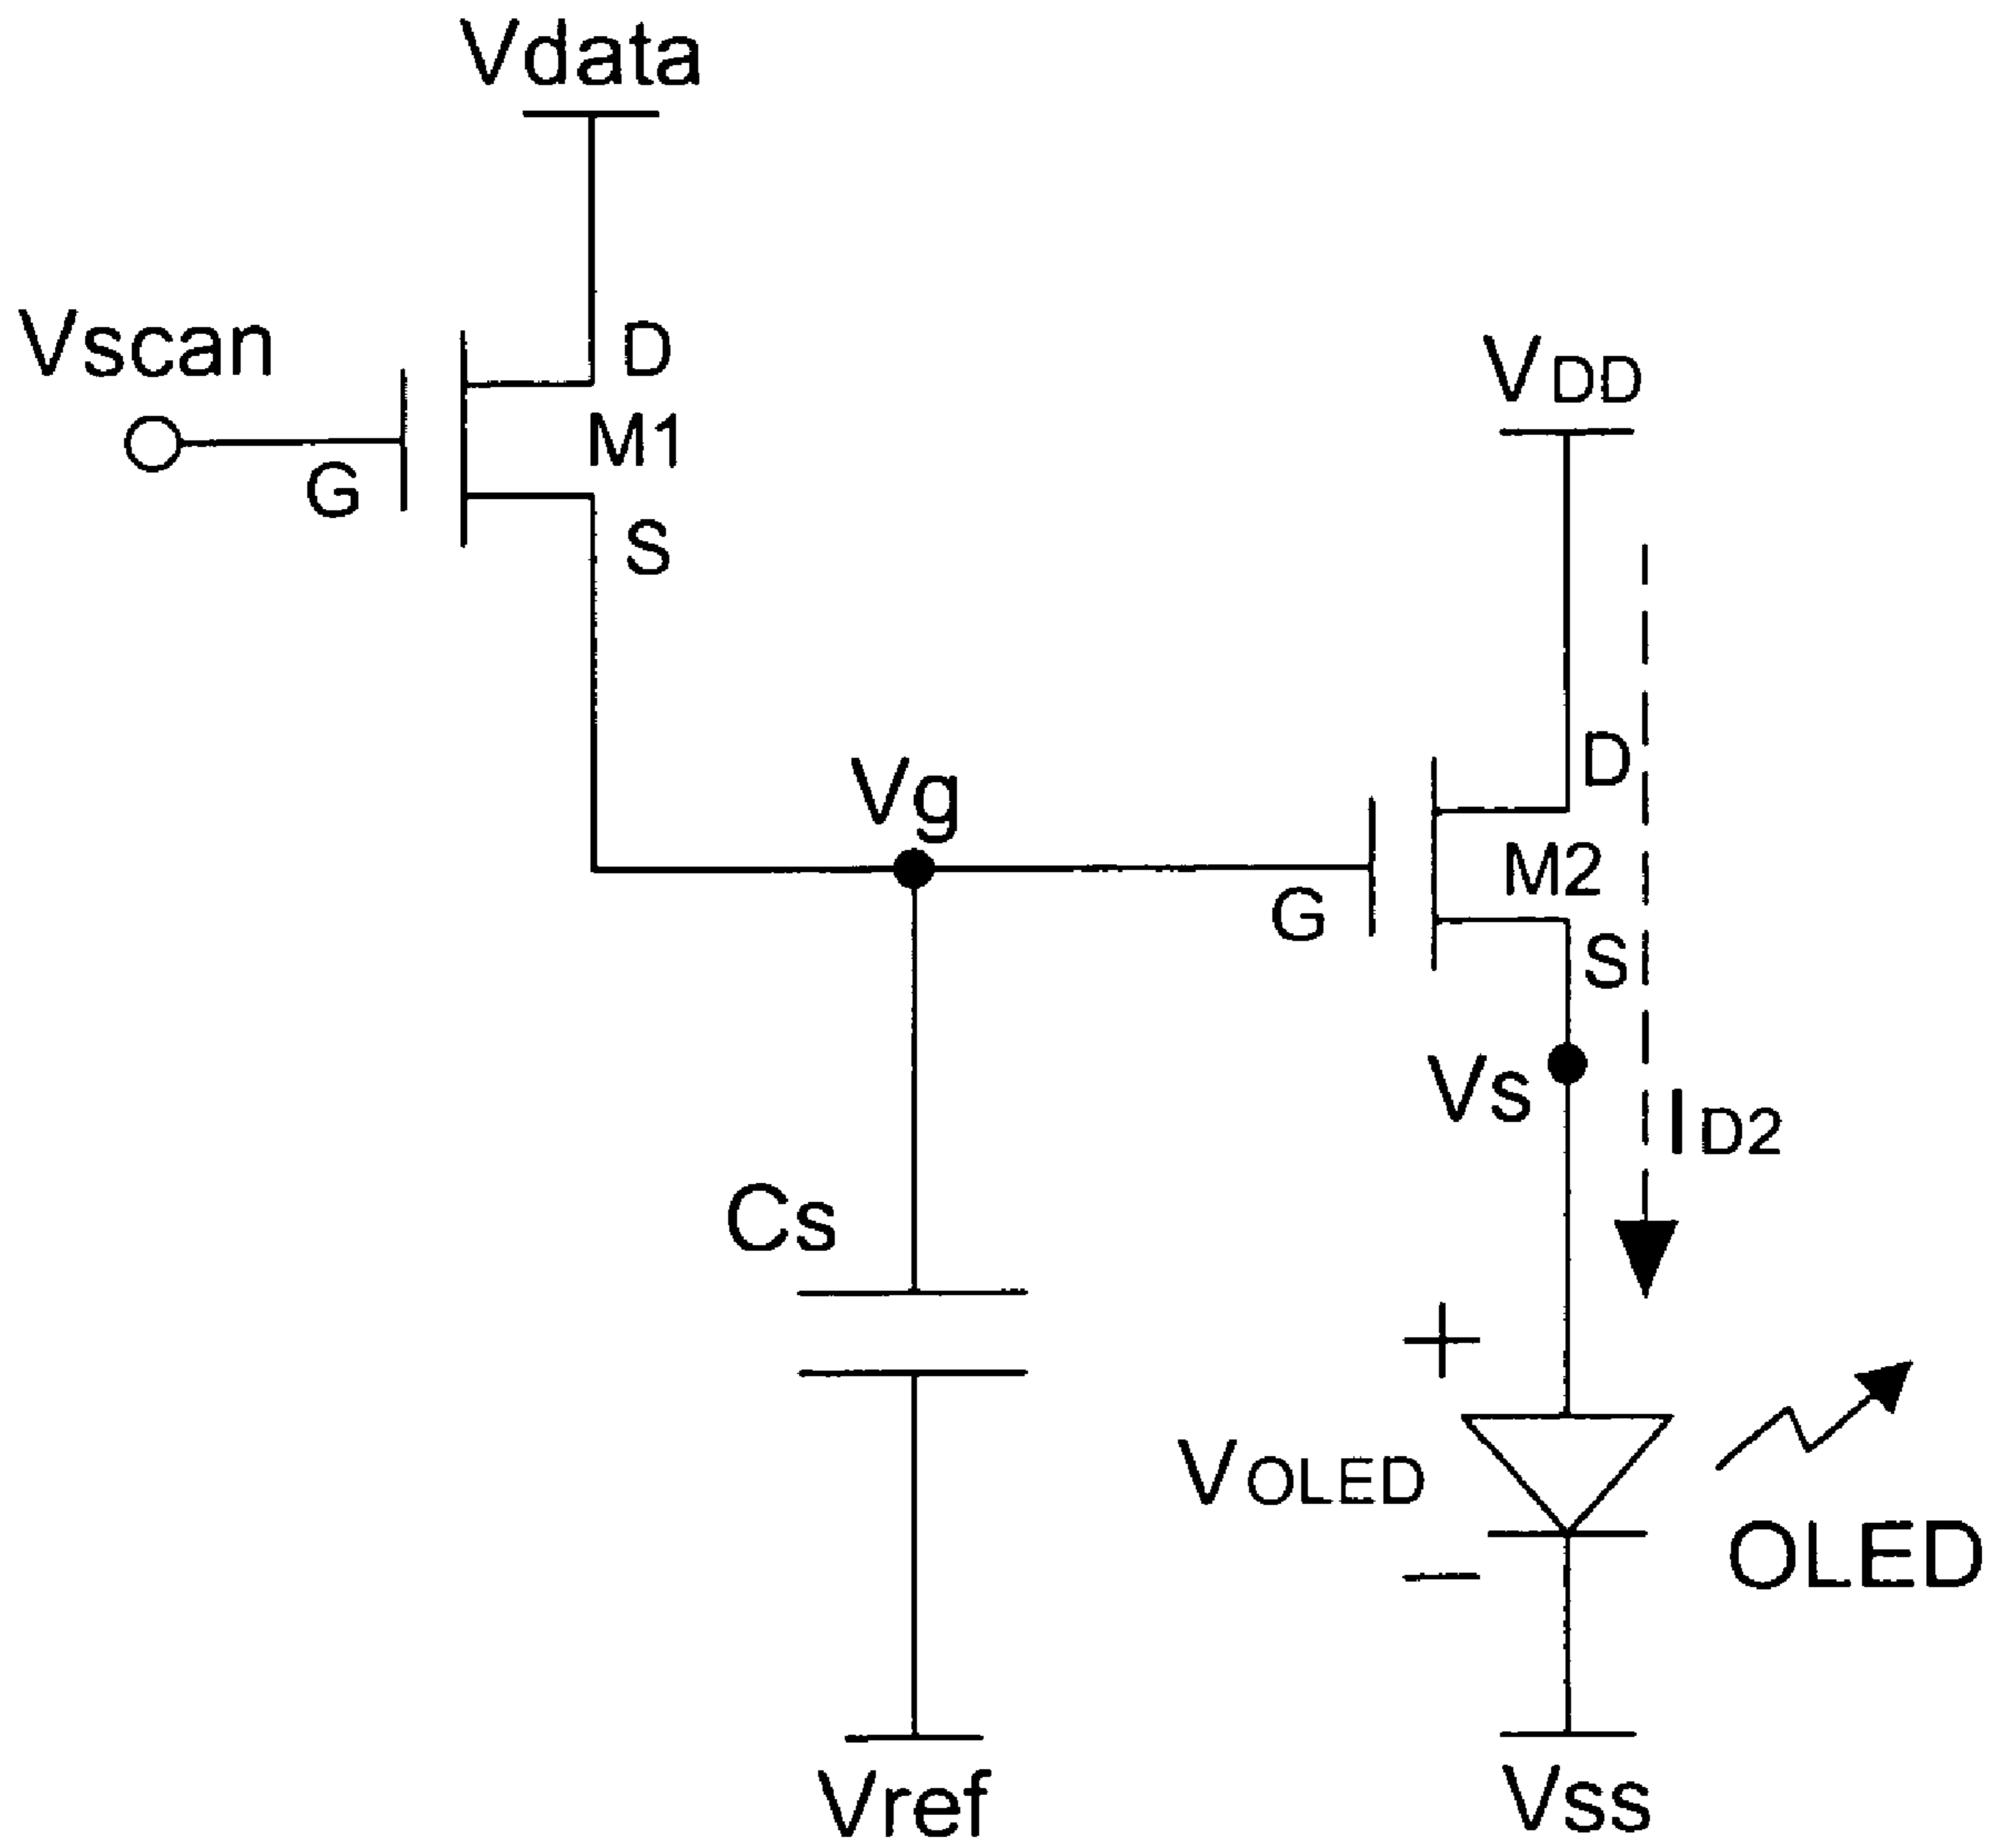 Vdata
Vscan
D
G
M1
S
VDD
Vg
D
M2
G
S
Vs
ID2
Cs
+
VOLED
OLED
−
Vref
Vss